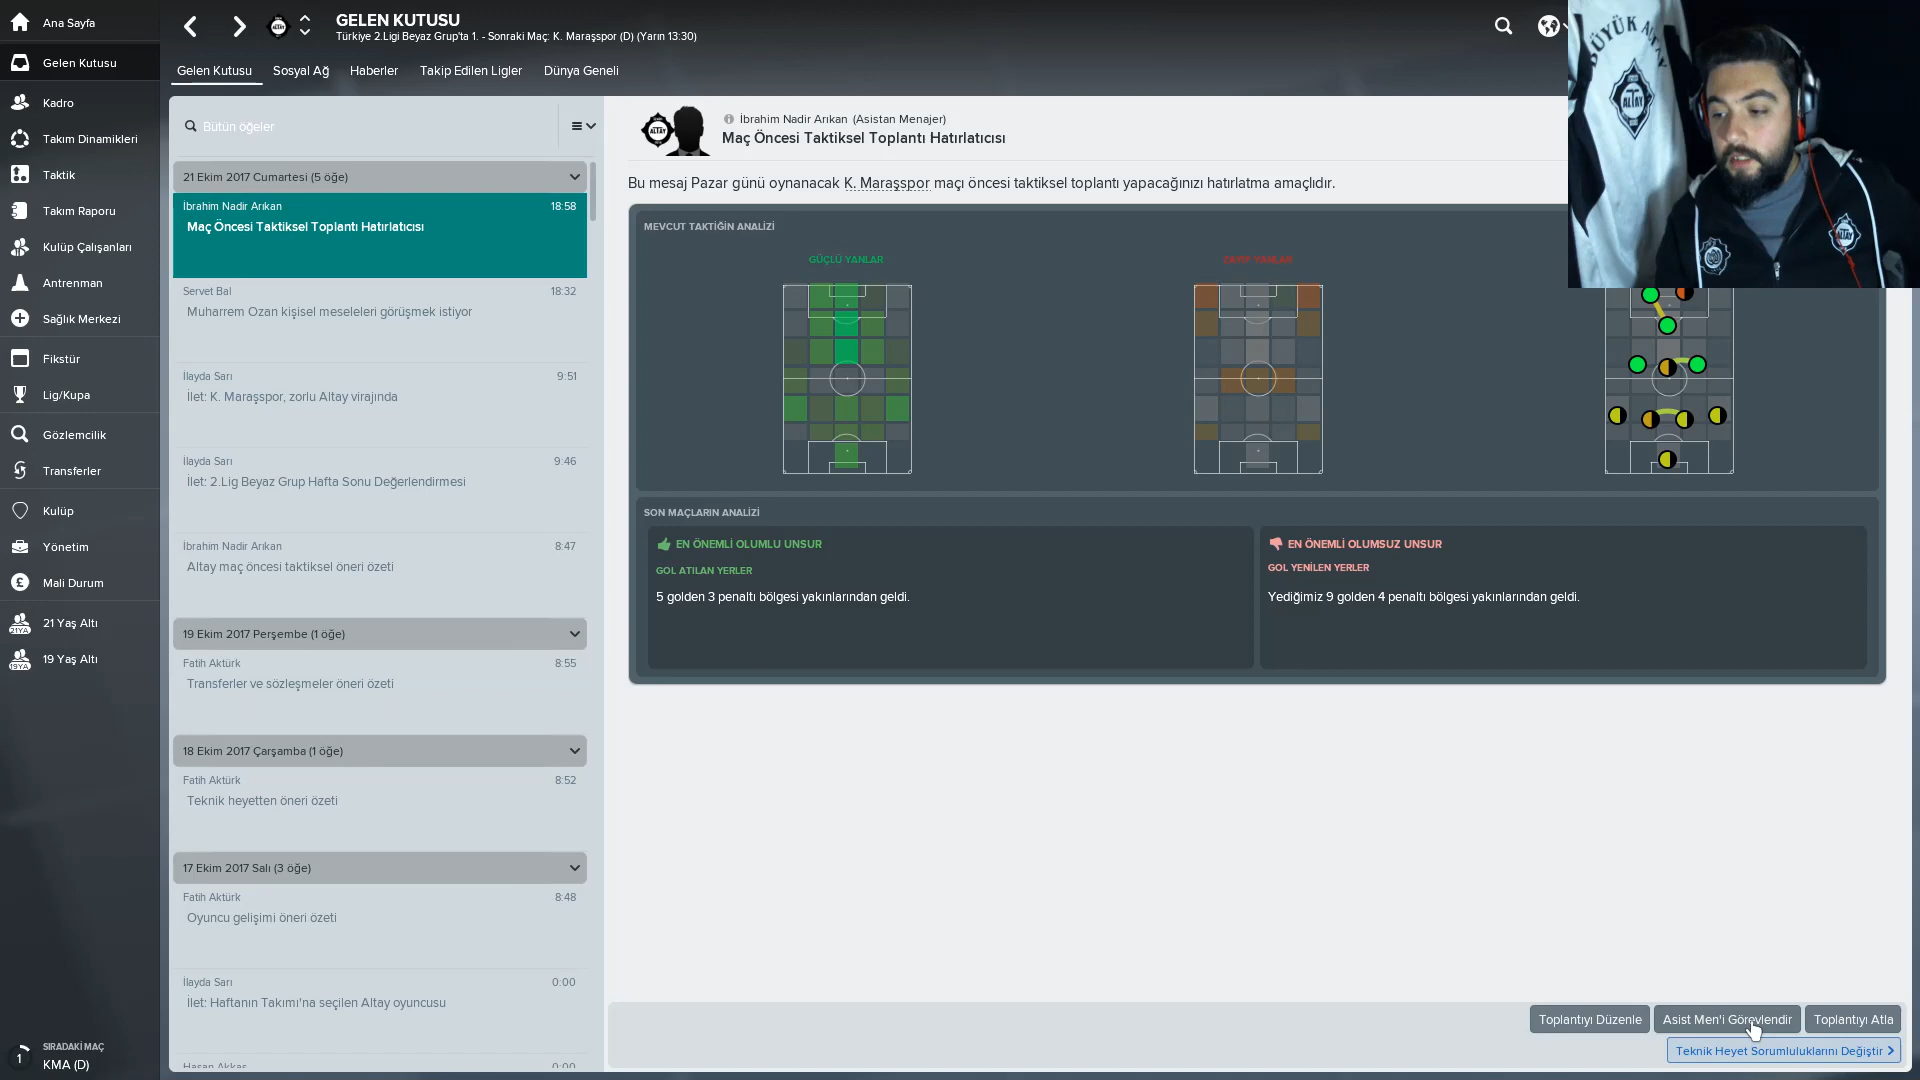 Ana Sayfa
Gelen Kutusu
Kadro
Takım Dinamikleri
Taktik
Takım Raporu
Kulüp Çalışanları
Antrenman
Sağlık Merkezi
Fikstür
Lig/Kupa
Gözlemcilik
Transferler
Kulüp
Yönetim
Mali Durum
21YA
21 Yaş Altı
19YA
19 Yaş Altı
1
SIRADAKİ MAÇ
KMA (D)
GELEN KUTUSU
Türkiye 2.Ligi Beyaz Grup'ta 1. - Sonraki Maç: K. Maraşspor (D) (Yarın 13:30)
Gelen Kutusu
Sosyal Ağ
Haberler
Takip Edilen Ligler
Dünya Geneli
Bütün öğeler
21 Ekim 2017 Cumartesi (5 öğe)
İbrahim Nadir Arıkan 18:58
Maç Öncesi Taktiksel Toplantı Hatırlatıcısı
Servet Bal 18:32
Muharrem Ozan kişisel meseleleri görüşmek istiyor
İlayda Sarı 9:51
İlet: K. Maraşspor, zorlu Altay virajında
İlayda Sarı 9:46
İlet: 2.Lig Beyaz Grup Hafta Sonu Değerlendirmesi
İbrahim Nadir Arıkan 8:47
Altay maç öncesi taktiksel öneri özeti
19 Ekim 2017 Perşembe (1 öğe)
Fatih Aktürk 8:55
Transferler ve sözleşmeler öneri özeti
18 Ekim 2017 Çarşamba (1 öğe)
Fatih Aktürk 8:52
Teknik heyetten öneri özeti
17 Ekim 2017 Salı (3 öğe)
Fatih Aktürk 8:48
Oyuncu gelişimi öneri özeti
İlayda Sarı 0:00
İlet: Haftanın Takımı'na seçilen Altay oyuncusu
Hasan Akkaş 0:00
ALTAY
İbrahim Nadir Arıkan (Asistan Menajer)
Maç Öncesi Taktiksel Toplantı Hatırlatıcısı
Bu mesaj Pazar günü oynanacak K. Maraşspor maçı öncesi taktiksel toplantı yapacağınızı hatırlatma amaçlıdır.
MEVCUT TAKTİĞİN ANALİZİ
GÜÇLÜ YANLAR
ZAYIF YANLAR
SON MAÇLARIN ANALİZİ
EN ÖNEMLİ OLUMLU UNSUR
GOL ATILAN YERLER
5 golden 3 penaltı bölgesi yakınlarından geldi.
EN ÖNEMLİ OLUMSUZ UNSUR
GOL YENİLEN YERLER
Yediğimiz 9 golden 4 penaltı bölgesi yakınlarından geldi.
Toplantıyı Düzenle
Asist Men'i Görevlendir
Toplantıyı Atla
Teknik Heyet Sorumluluklarını Değiştir
BÜYÜK ALTAY
ALTAY
ALTAY